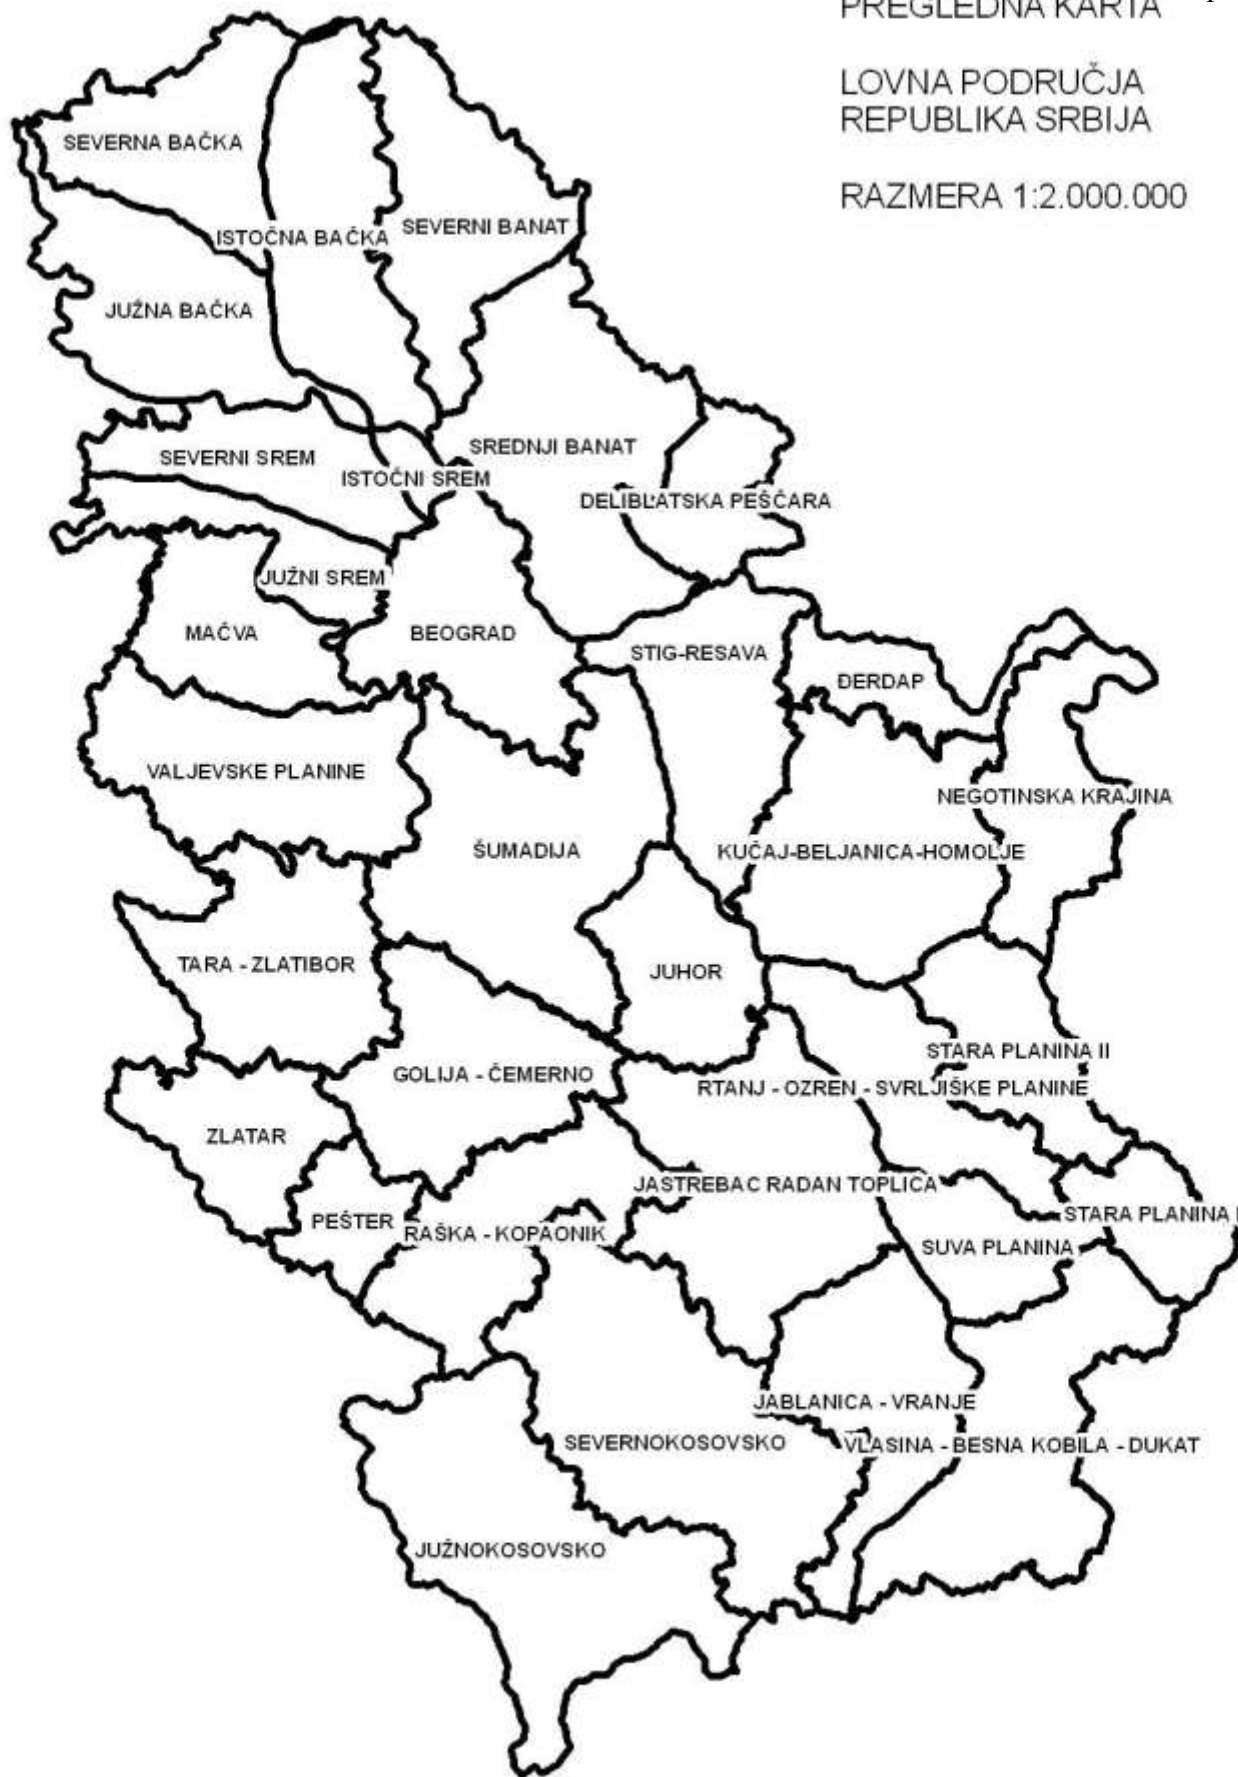 PREGLEDNA KARTA
LOVNA PODRUČJA
REPUBLIKA SRBIJA
RAZMERA 1:2.000.000
SEVERNA BAČKA
ISTOČNA BAČKA
SEVERNI BANAT
JUŽNA BAČKA
SREDNJI BANAT
SEVERNI SREM
ISTOČNI SREM
DELIBLATSKA PEŠČARA
JUŽNI SREM
MAČVA
BEOGRAD
STIG-RESAVA
ĐERDAP
VALJEVSKE PLANINE
NEGOTINSKA KRAJINA
ŠUMADIJA
KUČAJ-BELJANICA-HOMOLJE
TARA - ZLATIBOR
JUHOR
STARA PLANINA II
GOLIJA - ČEMERNO
RTANJ - OZREN - SVRLJIŠKE PLANINE
ZLATAR
JASTREBAC RADAN TOPLICA
PEŠTER
STARA PLANINA I
RAŠKA - KOPAONIK
SUVA PLANINA
JABLANICA - VRANJE
SEVERNOKOSOVSKO
VLASINA - BESNA KOBILA - DUKAT
JUŽNOKOSOVSKO